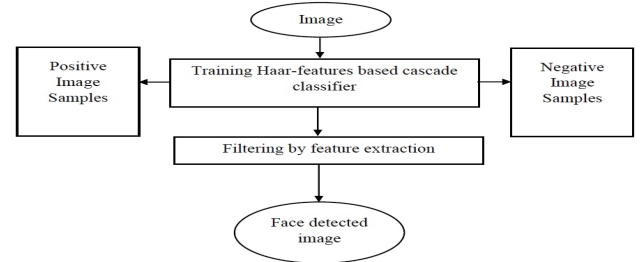 Image
Positive
Image
Samples
Training Haar-features based cascade
classifier
Negative
Image
Samples
Filtering by feature extraction
Face detected
image